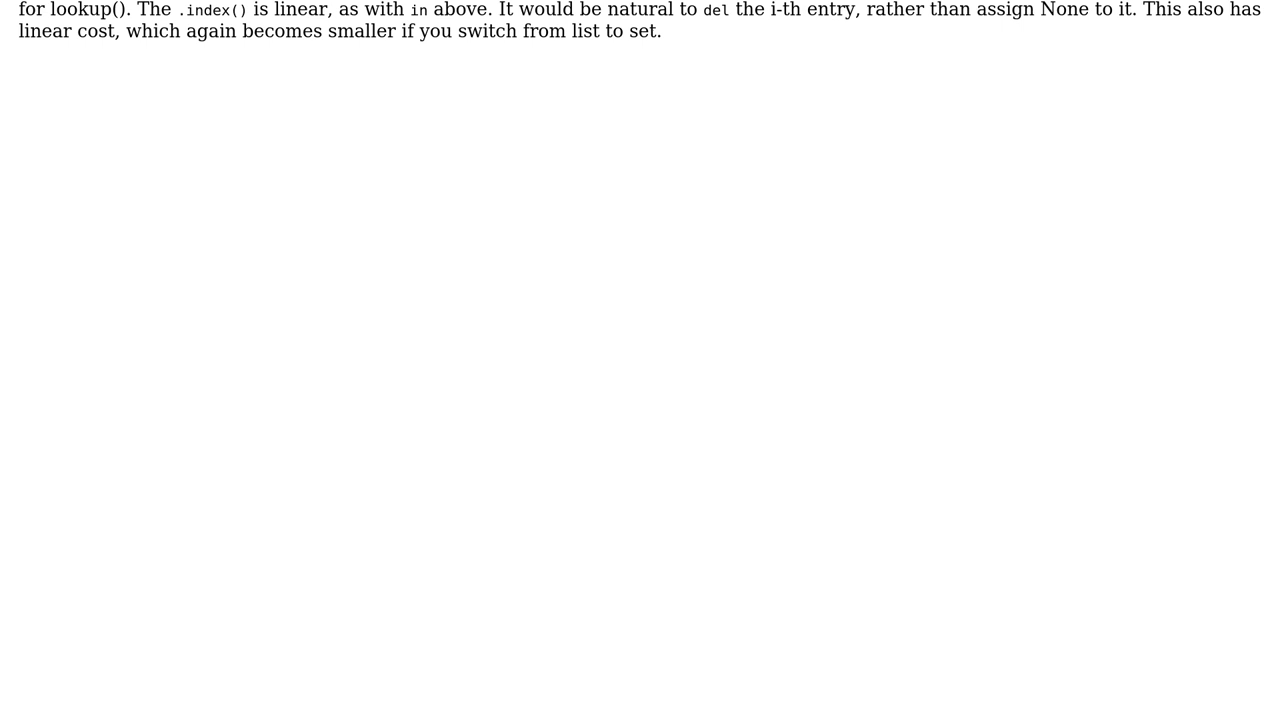 for lookup(). The .index() is linear, as with in above. It would be natural to del the i-th entry, rather than assign None to it. This also has
linear cost, which again becomes smaller if you switch from list to set.